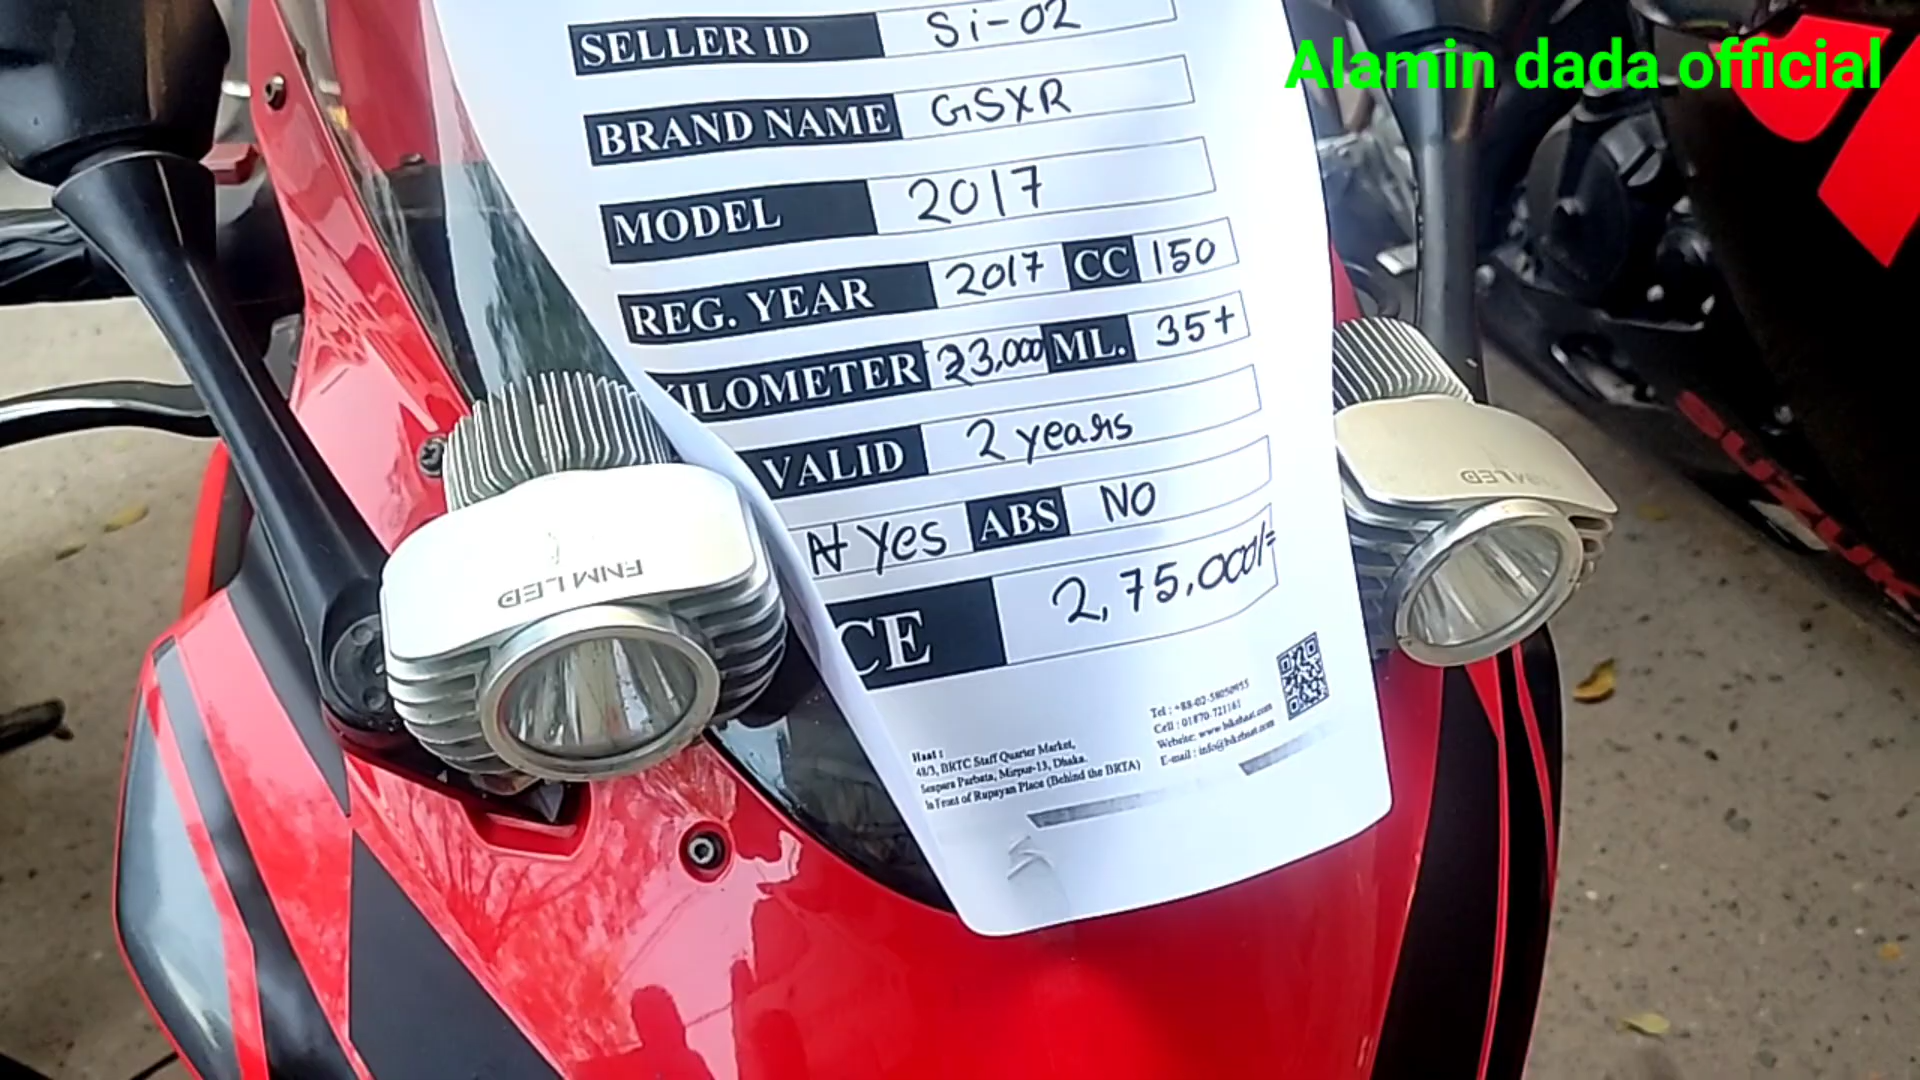 Alamin dada official
SELLER ID Si-02
BRAND NAME GSXR
MODEL 2017
REG. YEAR 2017 CC 150
KILOMETER 23,000 ML. 35+
VALID 2 years
Yes ABS NO
CE 2,75,000/=
Haat :
48/3, BRTC Staff Quarter Market,
Senpara Parbata, Mirpur-13, Dhaka.
In Front of Rupayan Place (Behind the BRTA)
Tel : +88-02-58050955
Cell : 01870-721161
Website: www.bikehaat.com
E-mail : info@bikehaat.com
FNM LED
LED